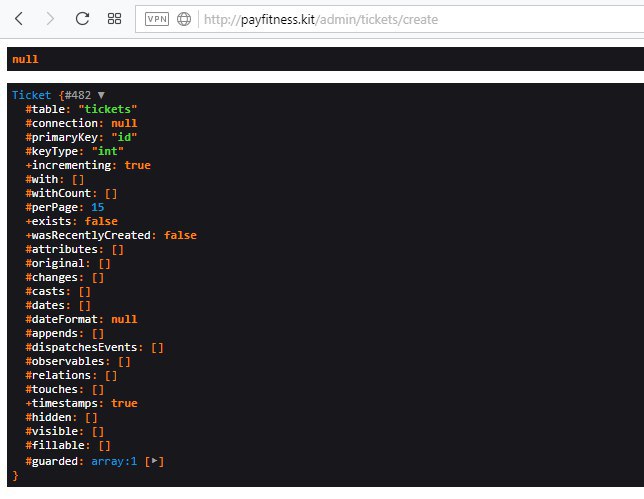 VPN http://payfitness.kit/admin/tickets/create
null
Ticket {#482 ▼
#table: "tickets"
#connection: null
#primaryKey: "id"
#keyType: "int"
+incrementing: true
#with: []
#withCount: []
#perPage: 15
+exists: false
+wasRecentlyCreated: false
#attributes: []
#original: []
#changes: []
#casts: []
#dates: []
#dateFormat: null
#appends: []
#dispatchesEvents: []
#observables: []
#relations: []
#touches: []
+timestamps: true
#hidden: []
#visible: []
#fillable: []
#guarded: array:1 [▶]
}